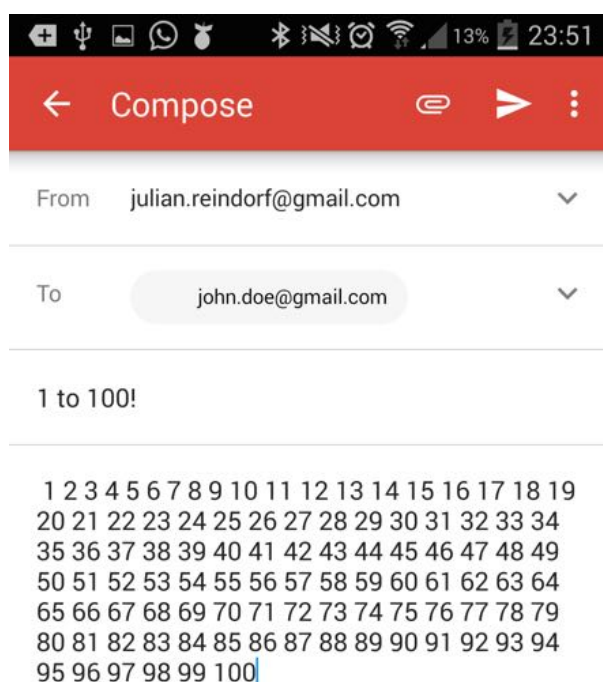 13% 23:51
Compose
From julian.reindorf@gmail.com
To john.doe@gmail.com
1 to 100!
1 2 3 4 5 6 7 8 9 10 11 12 13 14 15 16 17 18 19
20 21 22 23 24 25 26 27 28 29 30 31 32 33 34
35 36 37 38 39 40 41 42 43 44 45 46 47 48 49
50 51 52 53 54 55 56 57 58 59 60 61 62 63 64
65 66 67 68 69 70 71 72 73 74 75 76 77 78 79
80 81 82 83 84 85 86 87 88 89 90 91 92 93 94
95 96 97 98 99 100